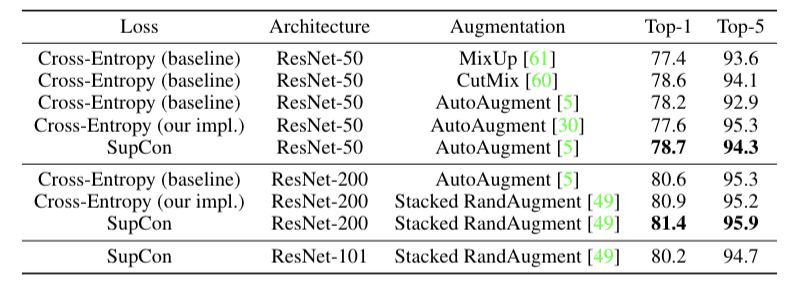 Loss Architecture Augmentation Top-1 Top-5
Cross-Entropy (baseline) ResNet-50 MixUp [61] 77.4 93.6
Cross-Entropy (baseline) ResNet-50 CutMix [60] 78.6 94.1
Cross-Entropy (baseline) ResNet-50 AutoAugment [5] 78.2 92.9
Cross-Entropy (our impl.) ResNet-50 AutoAugment [30] 77.6 95.3
SupCon ResNet-50 AutoAugment [5] 78.7 94.3
Cross-Entropy (baseline) ResNet-200 AutoAugment [5] 80.6 95.3
Cross-Entropy (our impl.) ResNet-200 Stacked RandAugment [49] 80.9 95.2
SupCon ResNet-200 Stacked RandAugment [49] 81.4 95.9
SupCon ResNet-101 Stacked RandAugment [49] 80.2 94.7